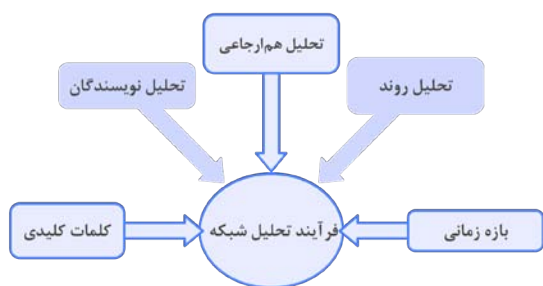 تحلیل هم‌ارجاعی
تحلیل روند
تحلیل نویسندگان
فرآیند تحلیل شبکه
بازه زمانی
کلمات کلیدی